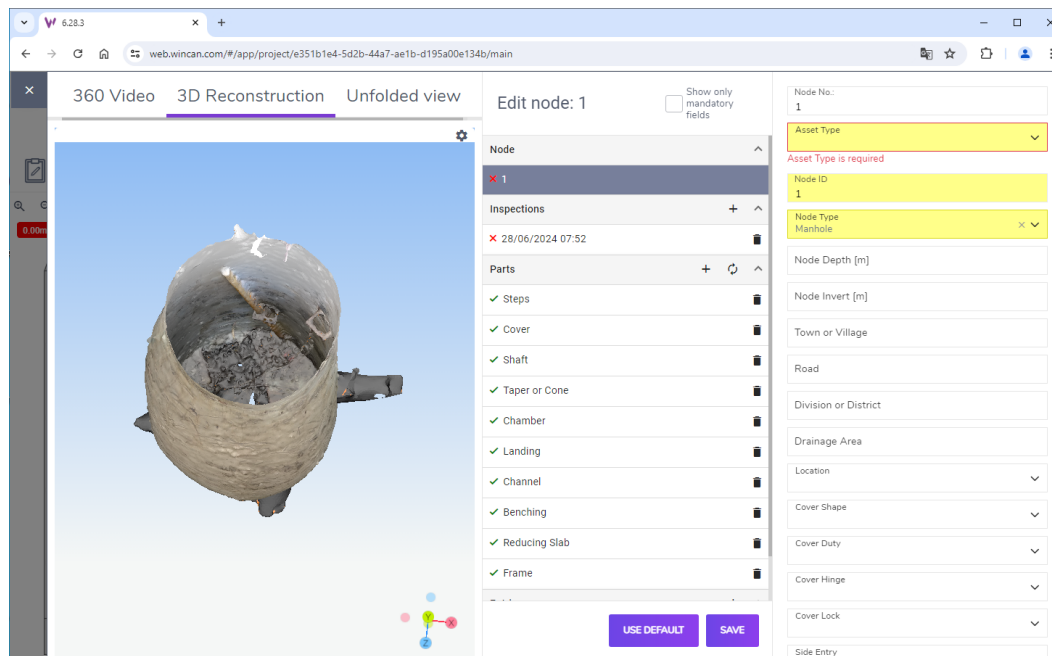 6.28.3
web.wincan.com/#/app/project/e351b1e4-5d2b-44a7-ae1b-d195a00e134b/main
360 Video
3D Reconstruction
Unfolded view
0.00m
Y
X
Z
Edit node: 1
Show only
mandatory
fields
Node
1
Inspections
28/06/2024 07:52
Parts
Steps
Cover
Shaft
Taper or Cone
Chamber
Landing
Channel
Benching
Reducing Slab
Frame
USE DEFAULT
SAVE
Node No.:
1
Asset Type
Asset Type is required
Node ID
1
Node Type
Manhole
Node Depth [m]
Node Invert [m]
Town or Village
Road
Division or District
Drainage Area
Location
Cover Shape
Cover Duty
Cover Hinge
Cover Lock
Side Entry